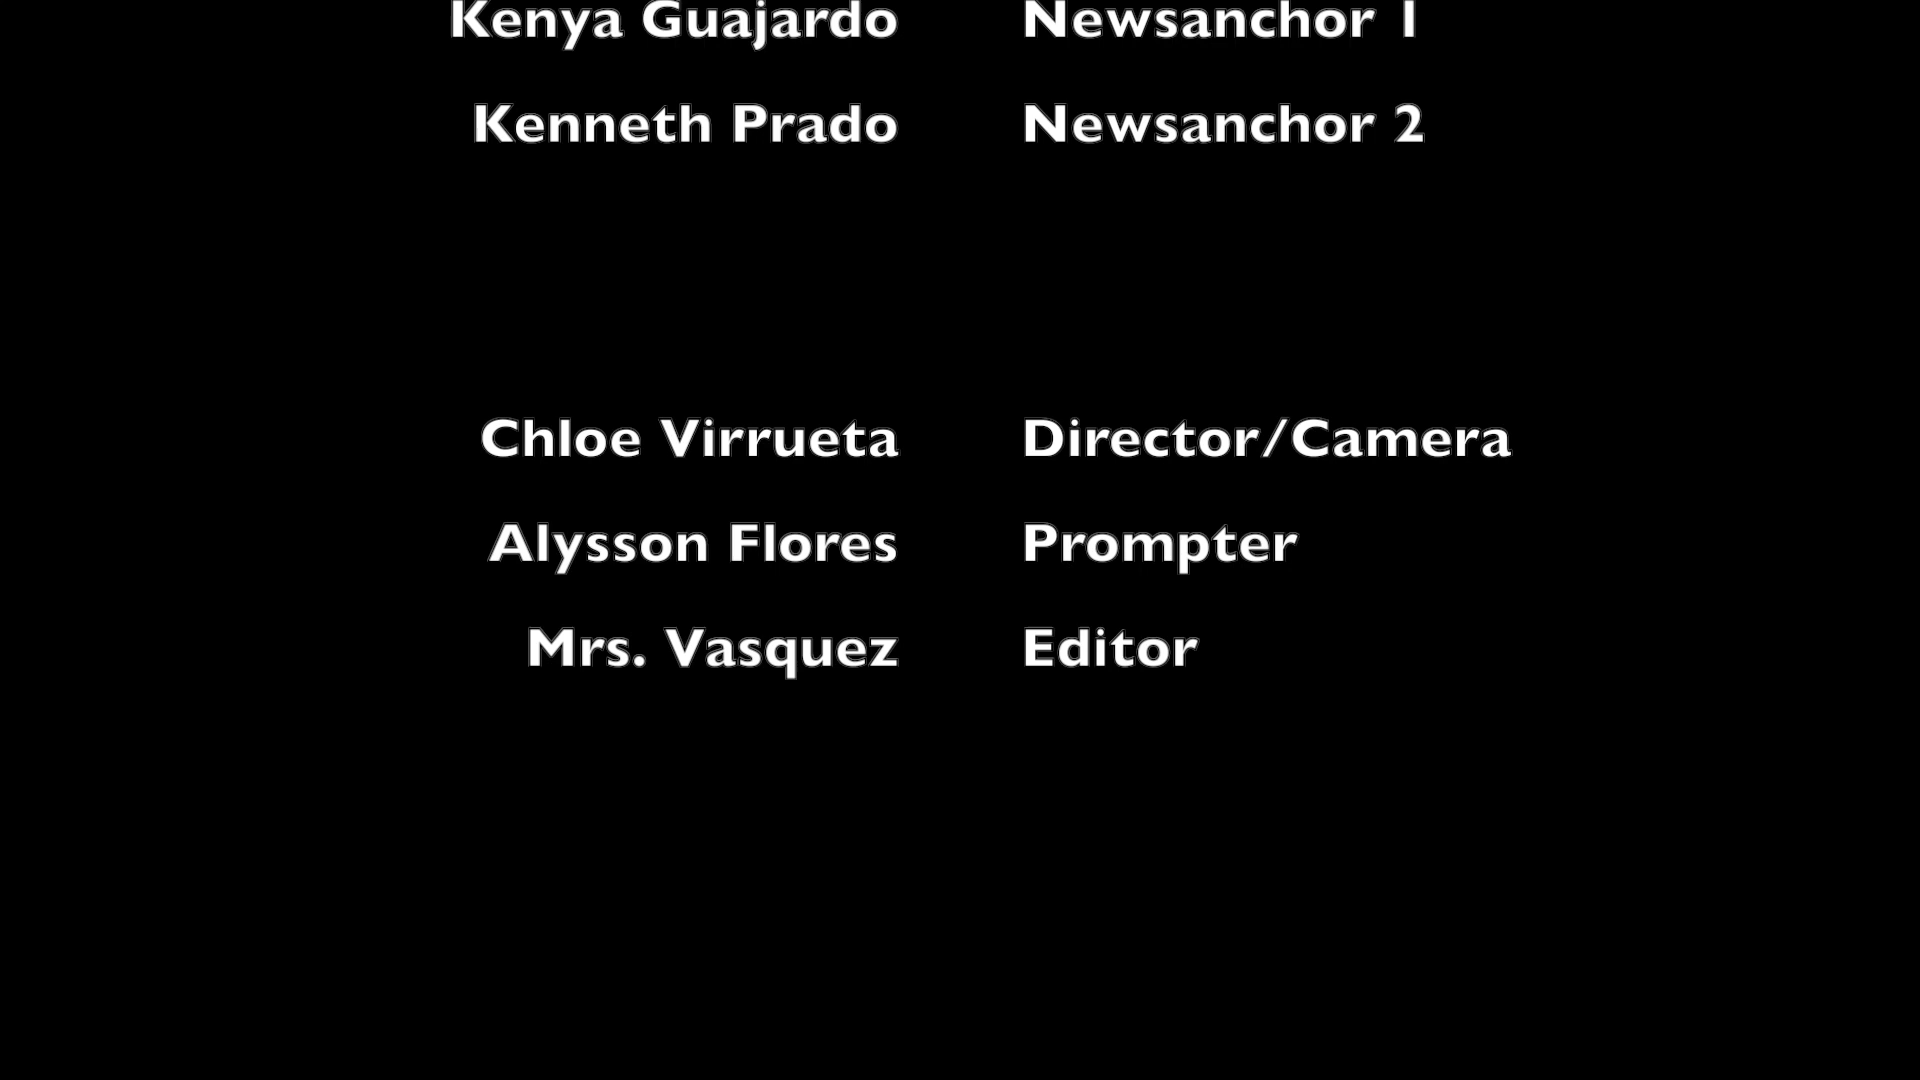 Kenya Guajardo Newsanchor 1
Kenneth Prado Newsanchor 2
Chloe Virrueta Director/Camera
Alysson Flores Prompter
Mrs. Vasquez Editor